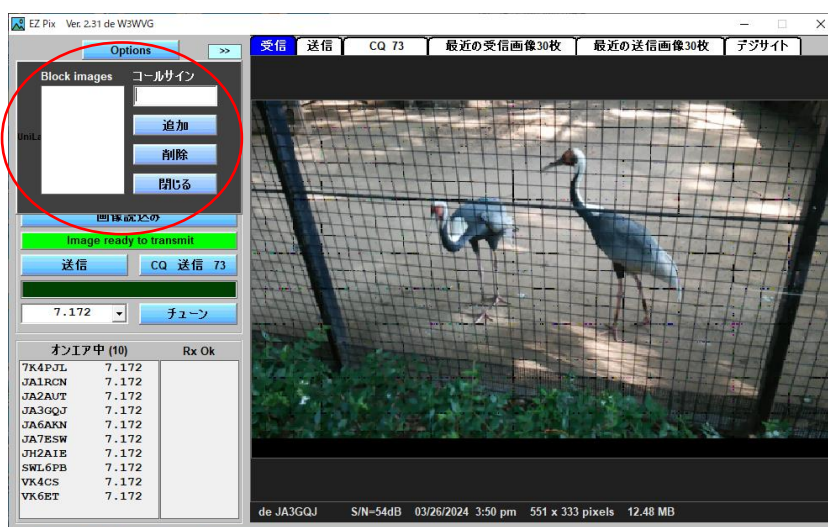 EZ Pix Ver. 2.31 de W3WVG
Options >>
受信 送信 CQ 73 最近の受信画像30枚 最近の送信画像30枚 デジサイト
Block images コールサイン
追加
削除
閉じる
画像読込み
Image ready to transmit
送信 CQ 送信 73
7.172 チューン
オンエア中 (10) Rx Ok
7K4PJL 7.172
JA1RCN 7.172
JA2AUT 7.172
JA3GQJ 7.172
JA6AKN 7.172
JA7ESW 7.172
JH2AIE 7.172
SWL6PB 7.172
VK4CS 7.172
VK6ET 7.172
de JA3GQJ S/N=54dB 03/26/2024 3:50 pm 551 x 333 pixels 12.48 MB